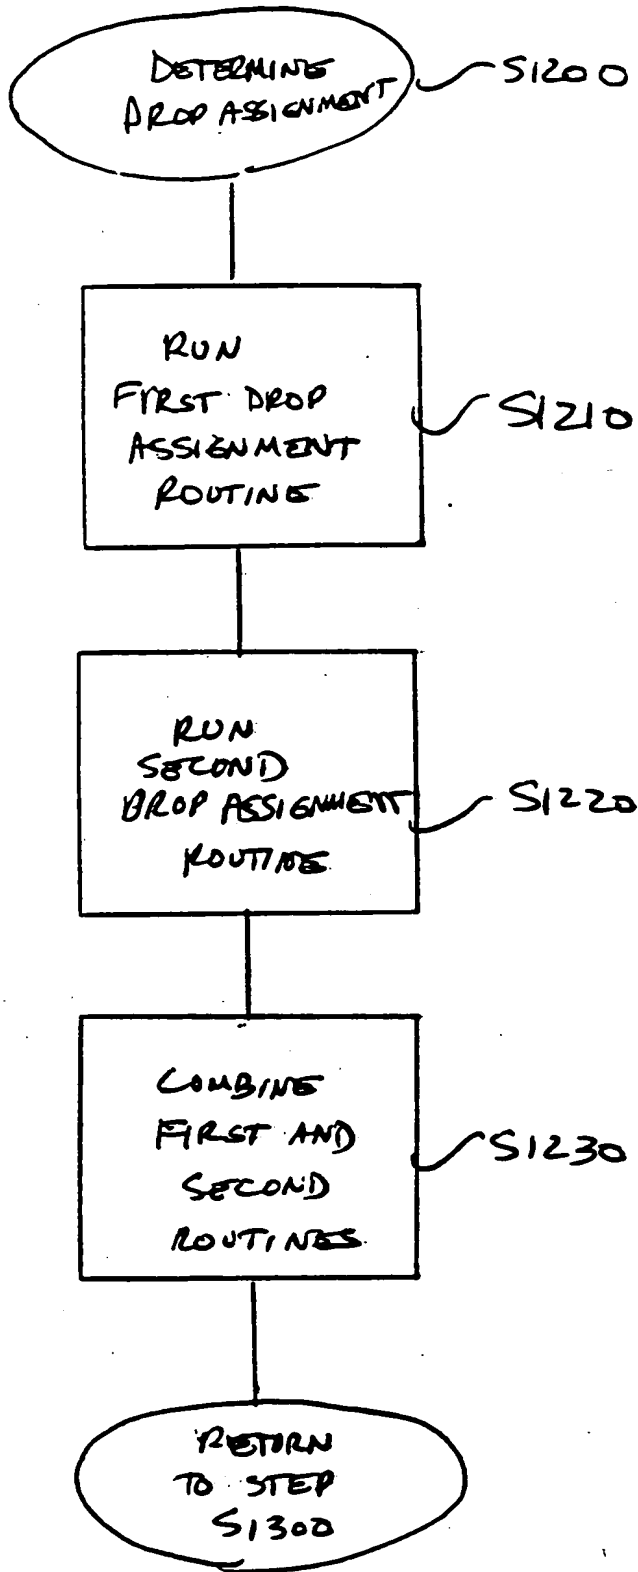 DETERMINE
DROP ASSIGNMENT
S1200
RUN
FIRST DROP
ASSIGNMENT
ROUTINE
S1210
RUN
SECOND
DROP ASSIGNMENT
ROUTINE
S1220
COMBINE
FIRST AND
SECOND
ROUTINES
S1230
RETURN
TO STEP
S1300